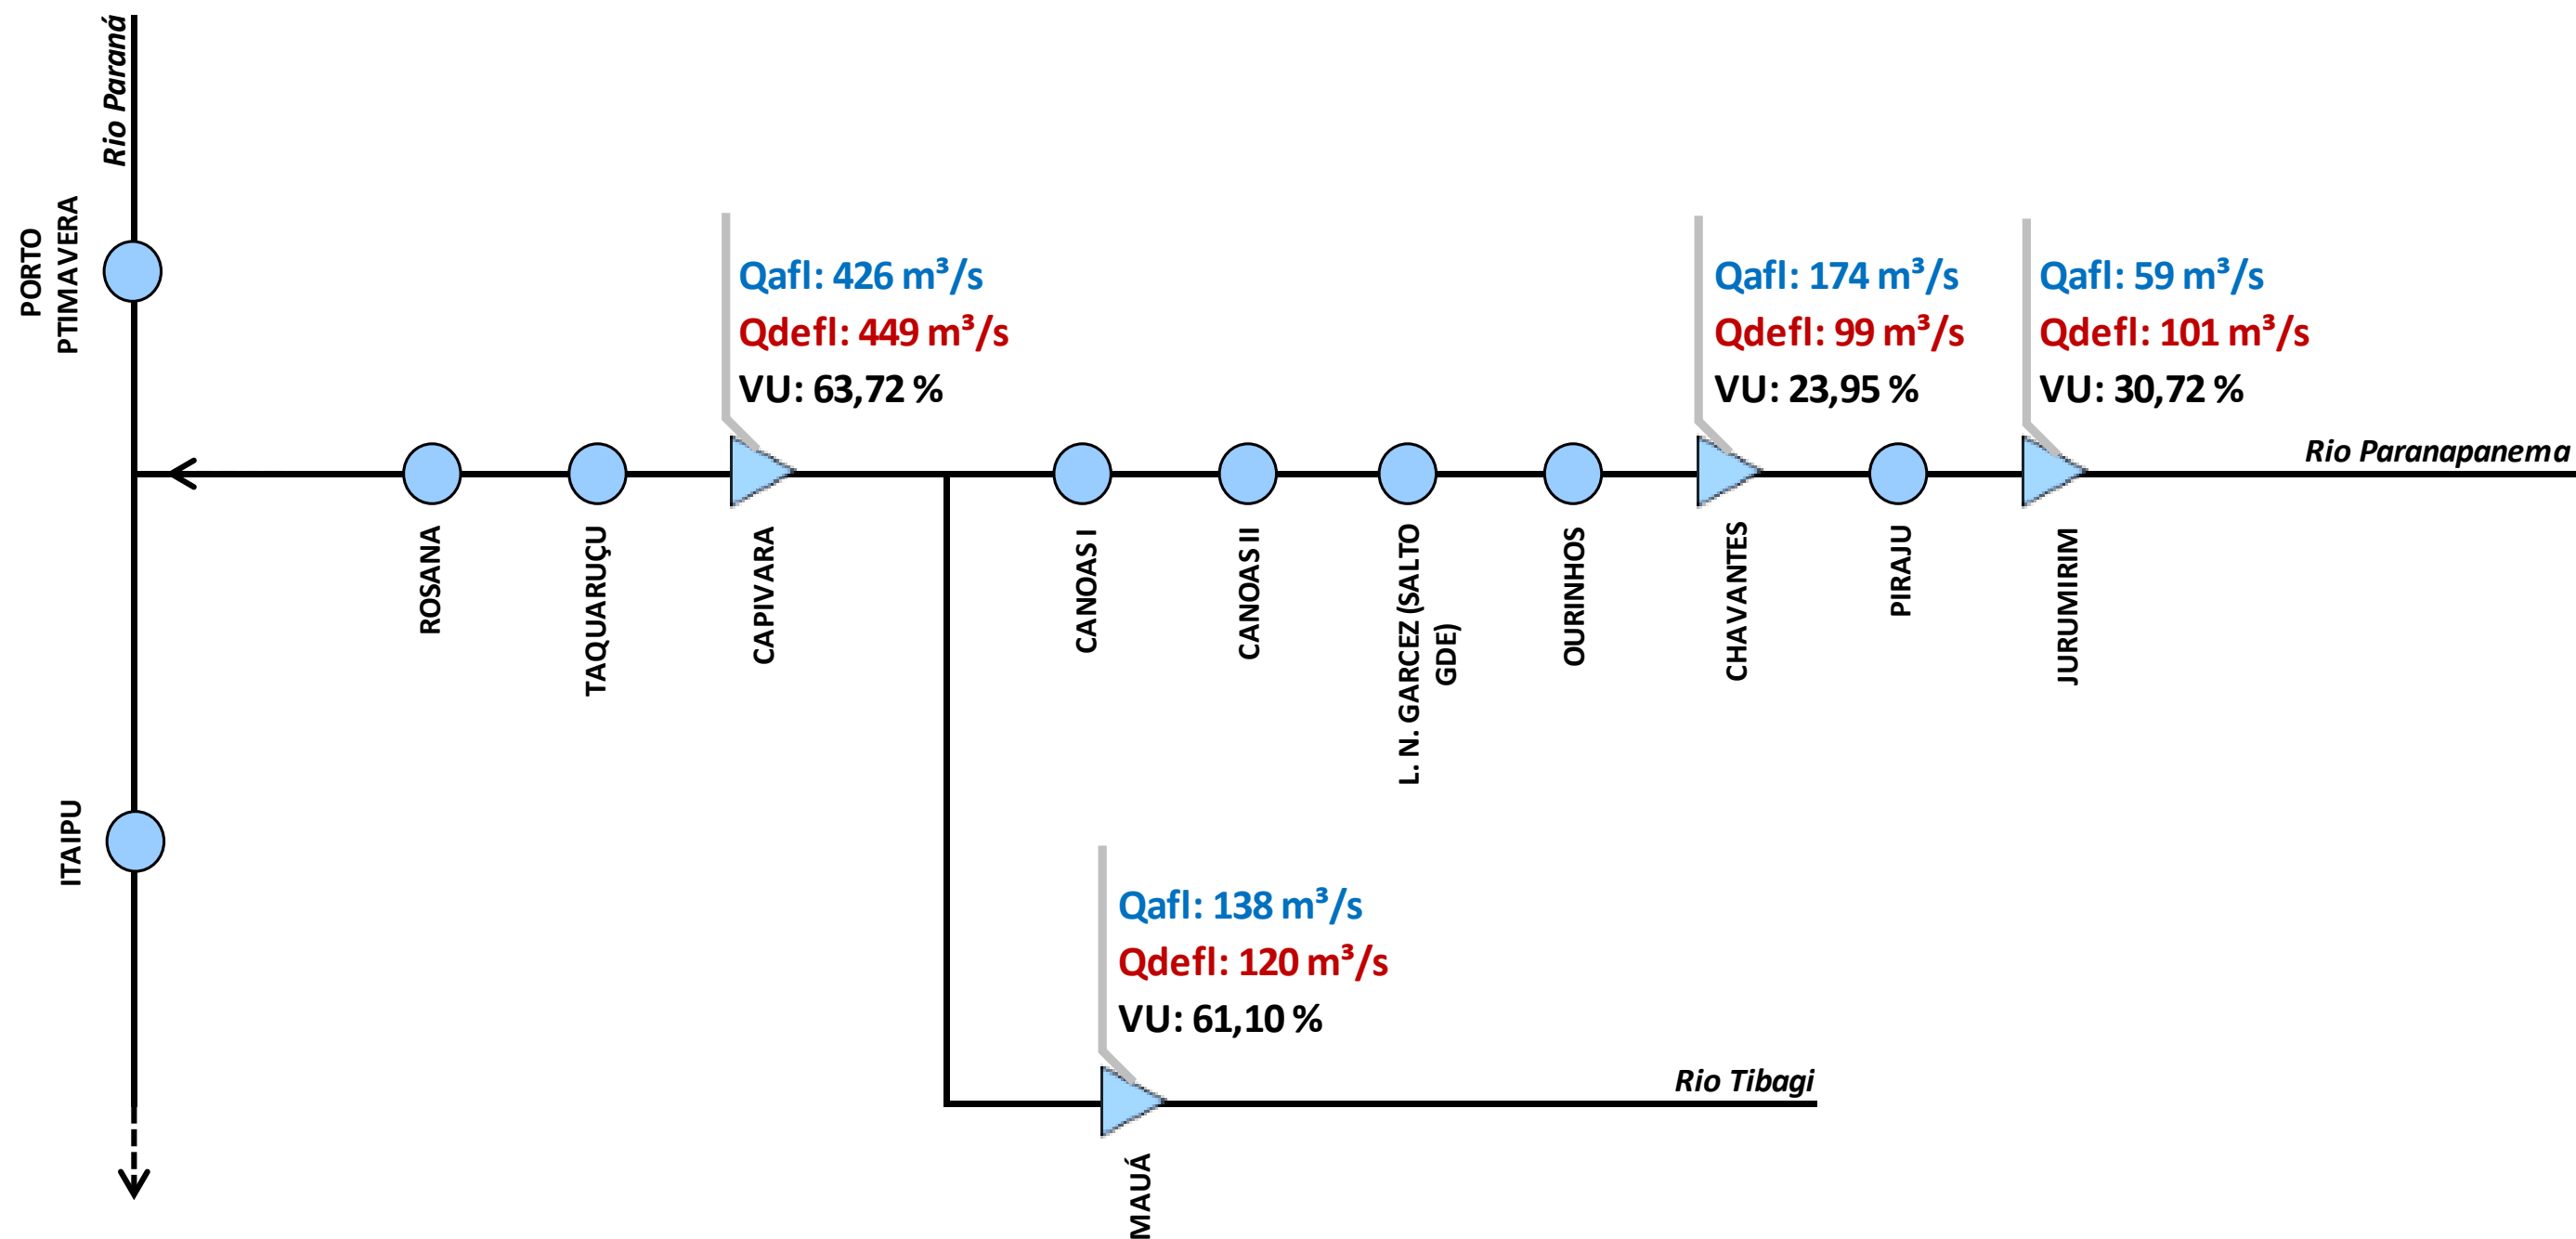 Rio Paraná
PORTO
PTIMAVERA
Qafl: 426 m³/s
Qdefl: 449 m³/s
VU: 63,72 %
Qafl: 174 m³/s
Qdefl: 99 m³/s
VU: 23,95 %
Qafl: 59 m³/s
Qdefl: 101 m³/s
VU: 30,72 %
Rio Paranapanema
ROSANA
TAQUARUÇU
CAPIVARA
CANOAS I
CANOAS II
L. N. GARCEZ (SALTO
GDE)
OURINHOS
CHAVANTES
PIRAJU
JURUMIRIM
ITAIPU
Qafl: 138 m³/s
Qdefl: 120 m³/s
VU: 61,10 %
Rio Tibagi
MAUÁ